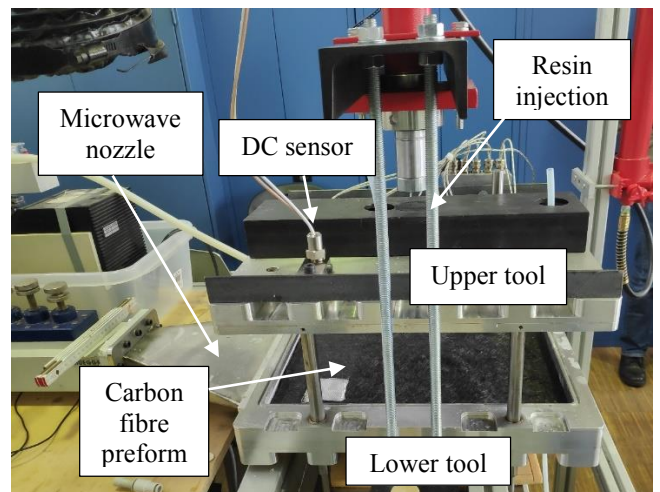 Resin
injection
Microwave
nozzle
DC sensor
Upper tool
Carbon
fibre
preform
Lower tool